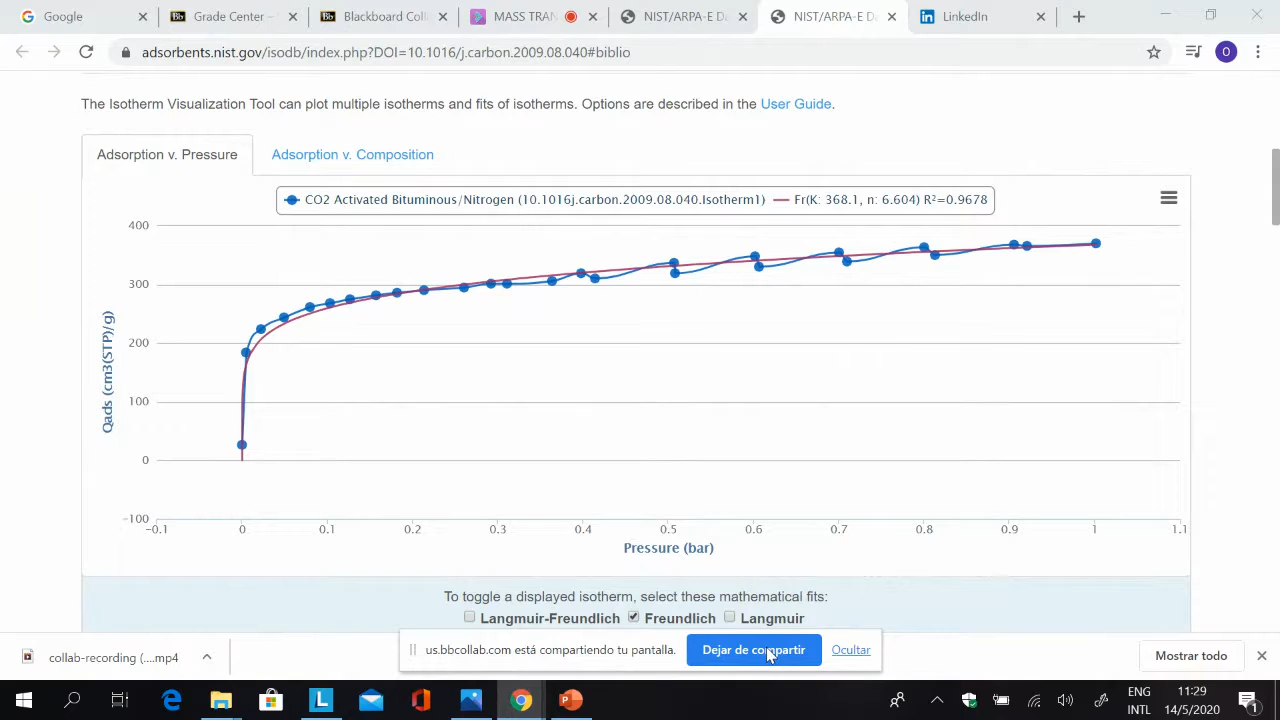 Google
Grade Center –
Blackboard Coll
MASS TRAN
NIST/ARPA-E Da
NIST/ARPA-E Da
LinkedIn
adsorbents.nist.gov/isodb/index.php?DOI=10.1016/j.carbon.2009.08.040#biblio
O
The Isotherm Visualization Tool can plot multiple isotherms and fits of isotherms. Options are described in the User Guide.
Adsorption v. Pressure
Adsorption v. Composition
CO2 Activated Bituminous/Nitrogen (10.1016j.carbon.2009.08.040.Isotherm1)
Fr(K: 368.1, n: 6.604) R²=0.9678
Qads (cm3(STP)/g)
400
300
200
100
0
-100
-0.1 0 0.1 0.2 0.3 0.4 0.5 0.6 0.7 0.8 0.9 1 1.1
Pressure (bar)
To toggle a displayed isotherm, select these mathematical fits:
Langmuir-Freundlich Freundlich Langmuir
us.bbcollab.com está compartiendo tu pantalla.
Dejar de compartir
Ocultar
collab-recording (....mp4
Mostrar todo
ENG
INTL
11:29
14/5/2020
1